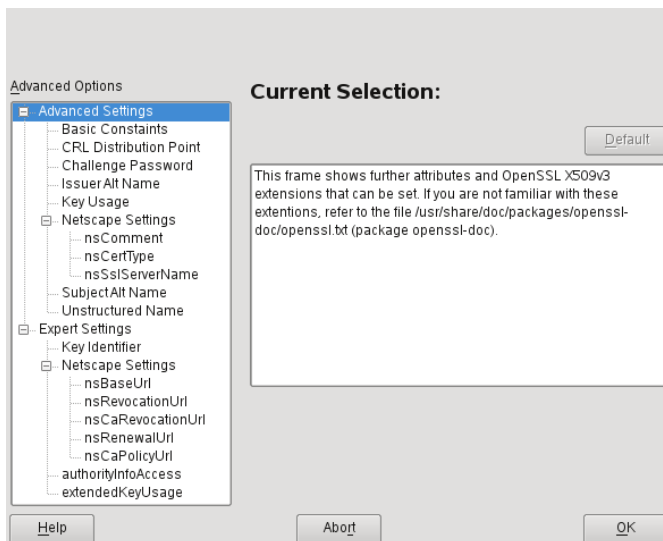 Advanced Options
Advanced Settings
Basic Constaints
CRL Distribution Point
Challenge Password
IssuerAlt Name
Key Usage
Netscape Settings
nsComment
nsCertType
nsSslServerName
SubjectAlt Name
Unstructured Name
Expert Settings
Key Identifier
Netscape Settings
nsBaseUrl
nsRevocationUrl
nsCaRevocationUrl
nsRenewalUrl
nsCaPolicyUrl
authorityInfoAccess
extendedKeyUsage
Current Selection:
Default
This frame shows further attributes and OpenSSL X509v3
extensions that can be set. If you are not familiar with these
extentions, refer to the file /usr/share/doc/packages/openssl-
doc/openssl.txt (package openssl-doc).
Help
Abort
OK